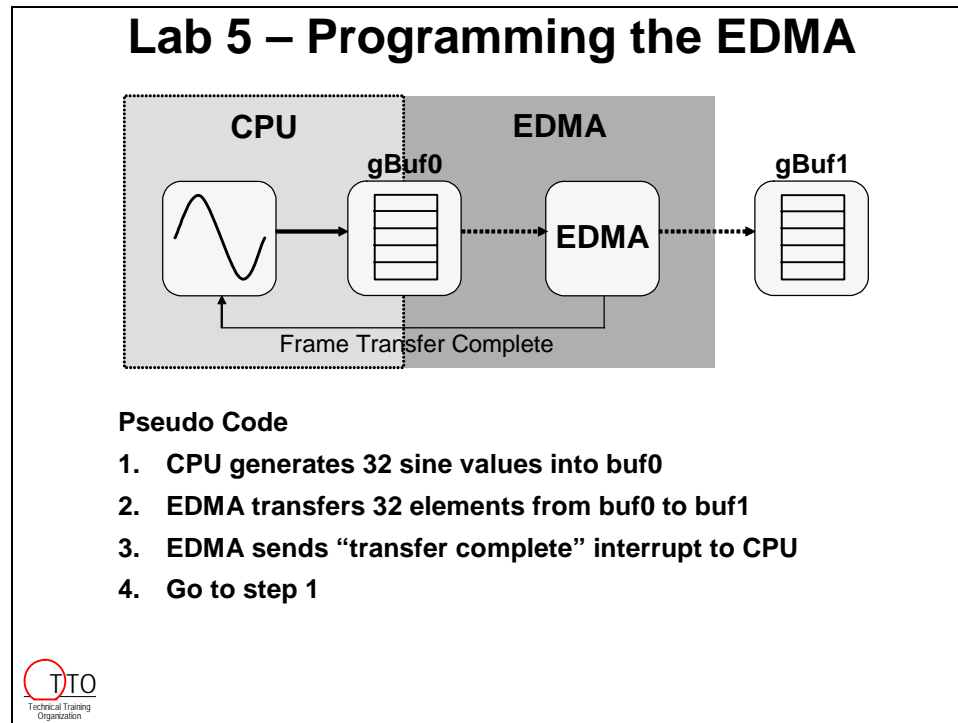 Lab 5 – Programming the EDMA
CPU
EDMA
gBuf0
gBuf1
EDMA
Frame Transfer Complete
Pseudo Code
1. CPU generates 32 sine values into buf0
2. EDMA transfers 32 elements from buf0 to buf1
3. EDMA sends “transfer complete” interrupt to CPU
4. Go to step 1
TTO
Technical Training
Organization